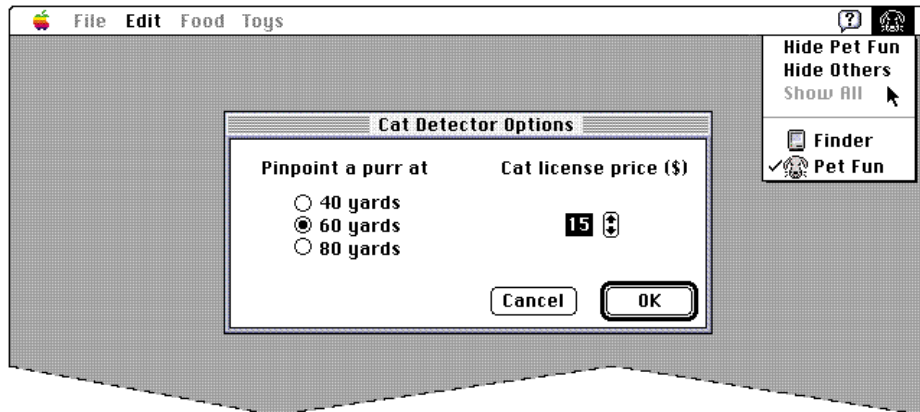 File Edit Food Toys ?
Hide Pet Fun
Hide Others
Show All
Finder
Pet Fun
Cat Detector Options
Pinpoint a purr at
40 yards
60 yards
80 yards
Cat license price ($)
15
Cancel OK